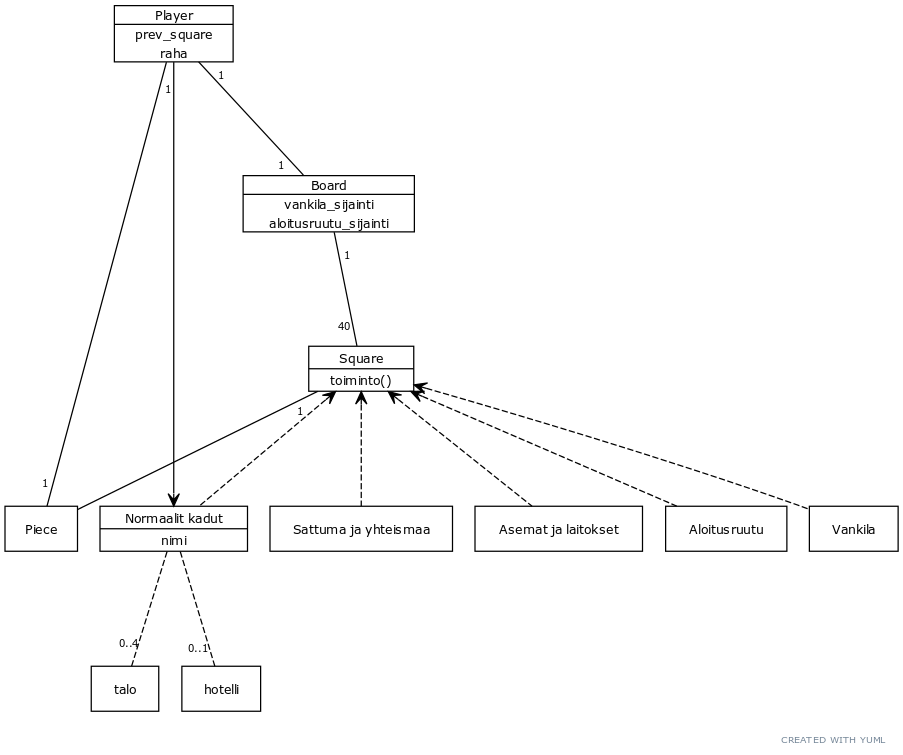 Player
prev_square
raha
1
1
1
Board
vankila_sijainti
aloitusruutu_sijainti
1
40
Square
toiminto()
1
1
Piece
Normaalit kadut
nimi
Sattuma ja yhteismaa
Asemat ja laitokset
Aloitusruutu
Vankila
0..4
0..1
talo
hotelli
CREATED WITH YUML